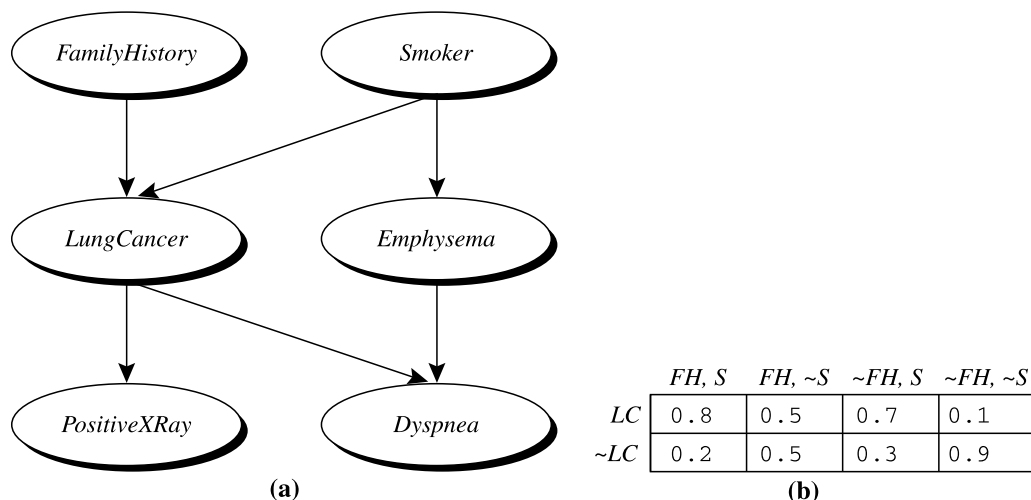 FamilyHistory
Smoker
LungCancer
Emphysema
PositiveXRay
Dyspnea
(a)
FH, S FH, ~S ~FH, S ~FH, ~S
LC 0.8 0.5 0.7 0.1
~LC 0.2 0.5 0.3 0.9
(b)